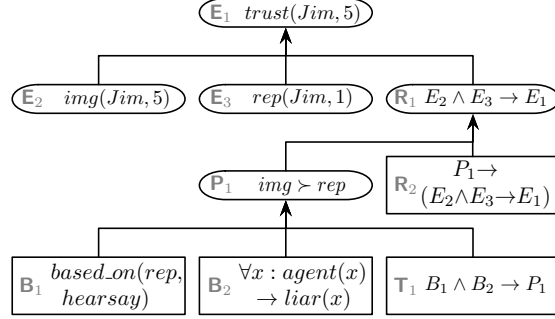 E₁ trust(Jim, 5)
E₂ img(Jim, 5)
E₃ rep(Jim, 1)
R₁ E₂ ∧ E₃ → E₁
P₁ img ≻ rep
R₂ P₁→
(E₂∧E₃→E₁)
B₁ based_on(rep,
hearsay)
B₂ ∀x : agent(x)
→ liar(x)
T₁ B₁ ∧ B₂ → P₁